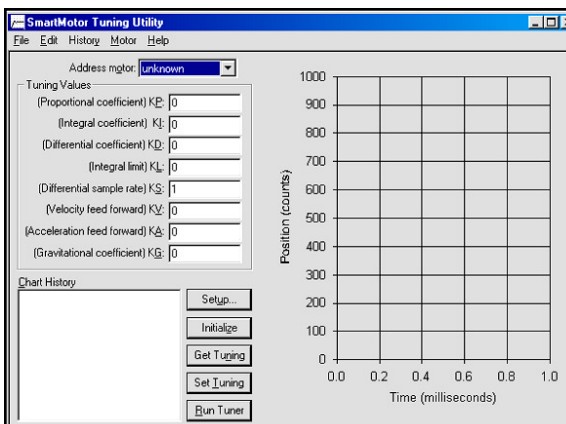 SmartMotor Tuning Utility
File Edit History Motor Help
Address motor: unknown
Tuning Values
(Proportional coefficient) KP: 0
(Integral coefficient) KI: 0
(Differential coefficient) KD: 0
(Integral limit) KL: 0
(Differential sample rate) KS: 1
(Velocity feed forward) KV: 0
(Acceleration feed forward) KA: 0
(Gravitational coefficient) KG: 0
Chart History
Setup...
Initialize
Get Tuning
Set Tuning
Run Tuner
Position (counts)
1000
900
800
700
600
500
400
300
200
100
0
0.0 0.2 0.4 0.6 0.8 1.0
Time (milliseconds)